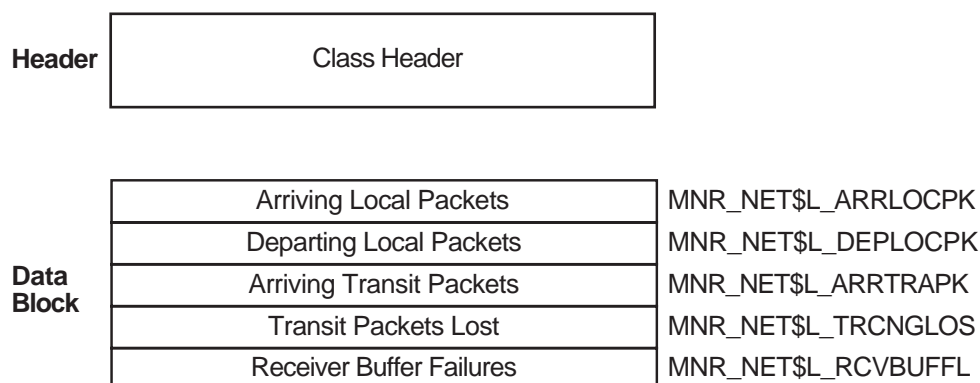 Header
Class Header
Arriving Local Packets MNR_NET$L_ARRLOCPK
Departing Local Packets MNR_NET$L_DEPLOCPK
Data
Block
Arriving Transit Packets MNR_NET$L_ARRTRAPK
Transit Packets Lost MNR_NET$L_TRCNGLOS
Receiver Buffer Failures MNR_NET$L_RCVBUFFL